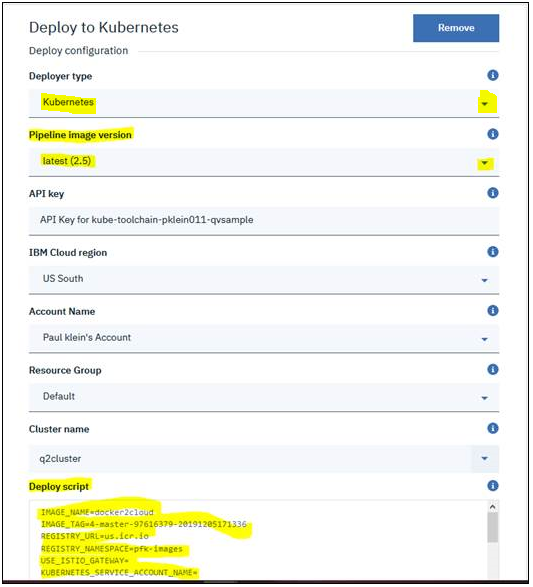 Deploy to Kubernetes
Remove
Deploy configuration
Deployer type
Kubernetes
Pipeline image version
latest (2.5)
API key
API Key for kube-toolchain-pklein011-qvsample
IBM Cloud region
US South
Account Name
Paul klein's Account
Resource Group
Default
Cluster name
q2cluster
Deploy script
IMAGE_NAME=docker2cloud
IMAGE_TAG=4-master-97616379-20191205171336
REGISTRY_URL=us.icr.io
REGISTRY_NAMESPACE=pfk-images
USE_ISTIO_GATEWAY=
KUBERNETES_SERVICE_ACCOUNT_NAME=